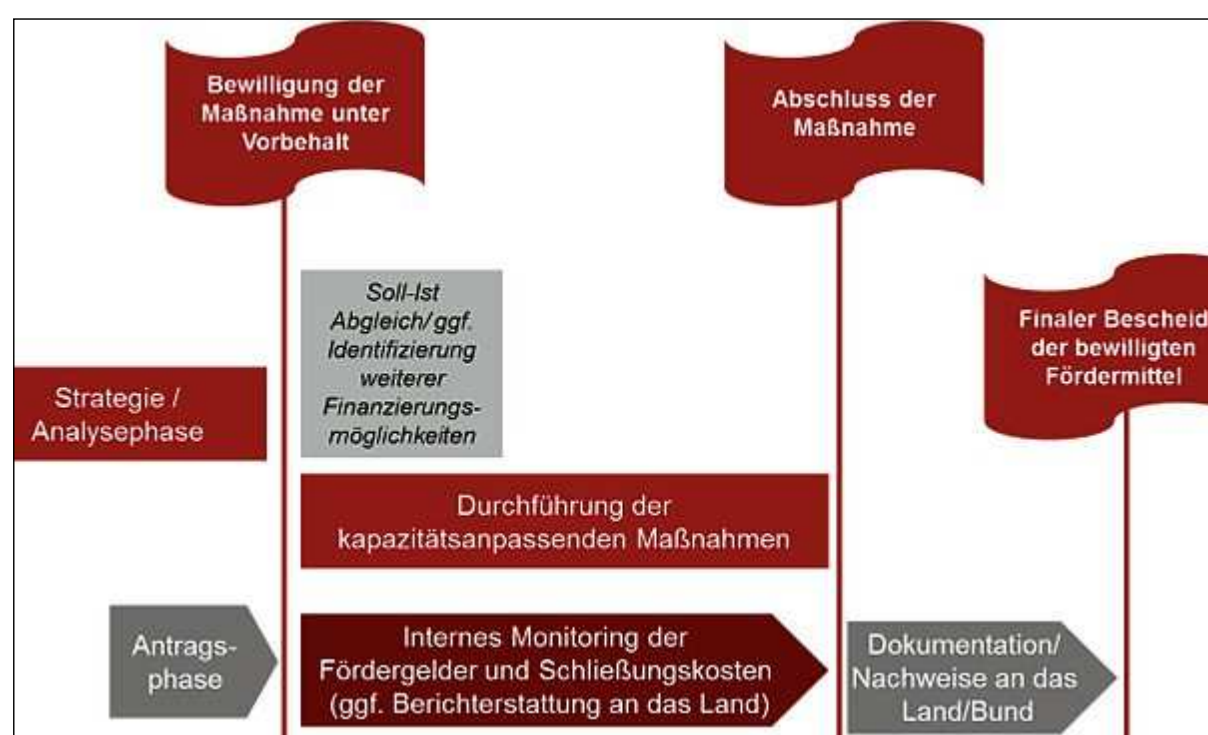 Bewilligung der
Maßnahme unter
Vorbehalt
Abschluss der
Maßnahme
Soll-Ist
Abgleich/ggf.
Identifizierung
weiterer
Finanzierungs-
möglichkeiten
Finaler Bescheid
der bewilligten
Fördermittel
Strategie /
Analysephase
Durchführung der
kapazitätsanpassenden Maßnahmen
Antrags-
phase
Internes Monitoring der
Fördergelder und Schließungskosten
(ggf. Berichterstattung an das Land)
Dokumentation/
Nachweise an das
Land/Bund